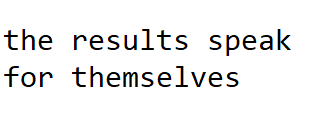 the results speak
for themselves